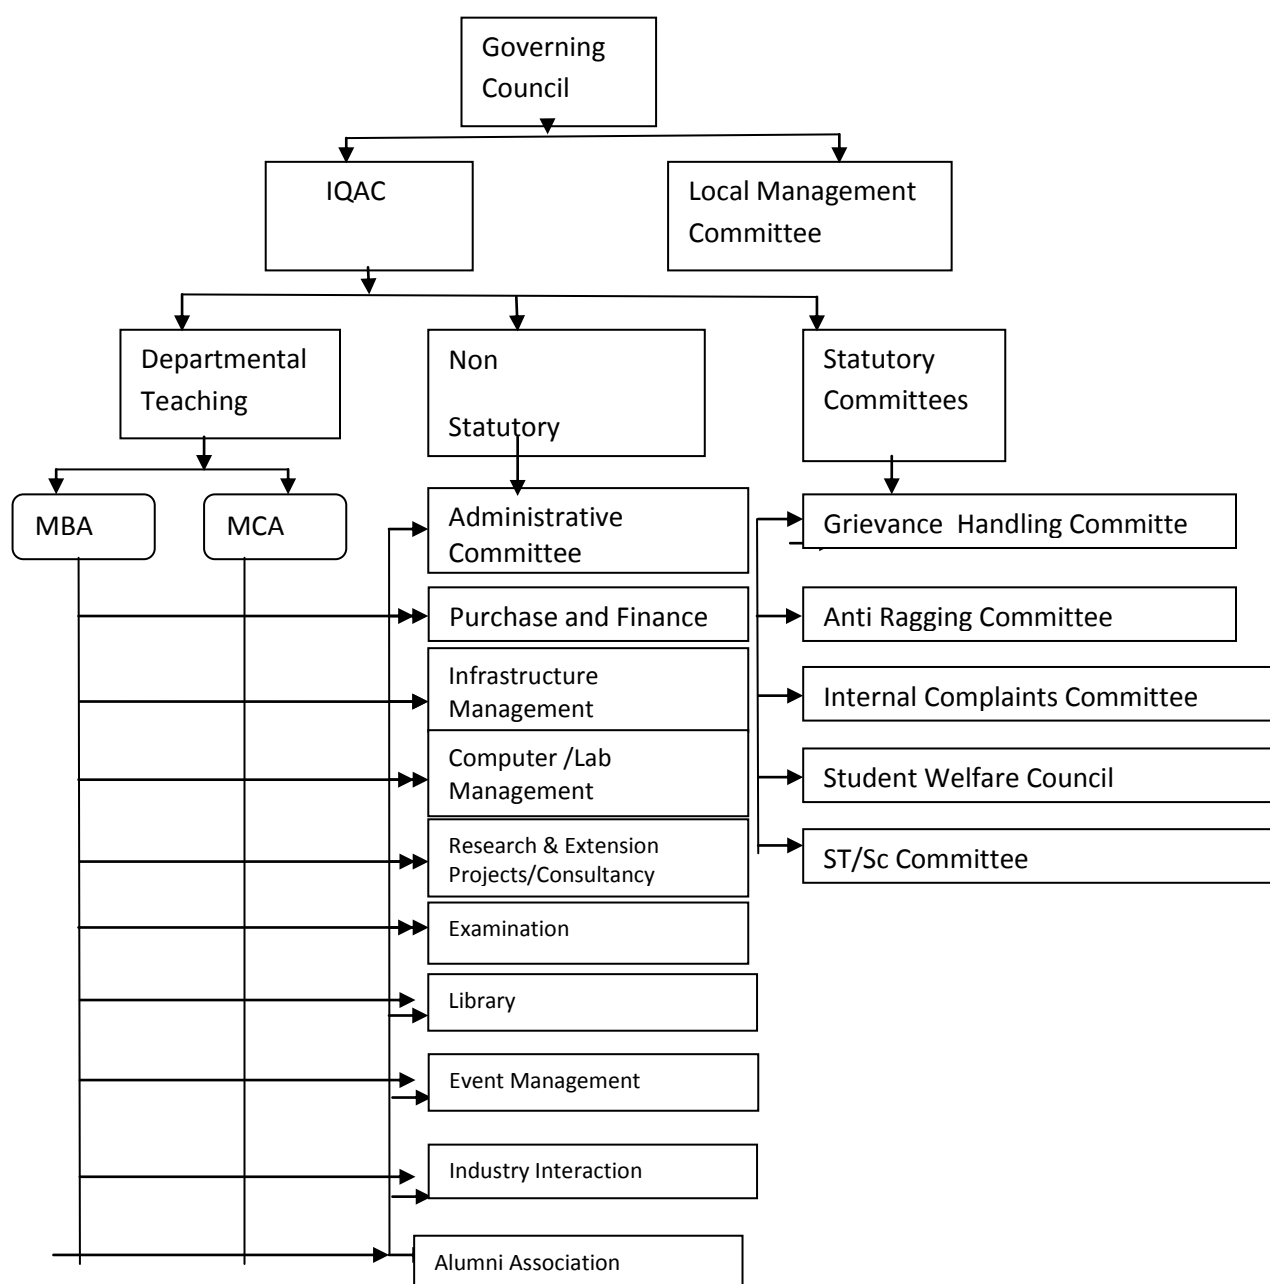 Governing
Council
IQAC
Local Management
Committee
Departmental
Teaching
Non
Statutory
Statutory
Committees
MBA
MCA
Administrative
Committee
Grievance  Handling Committe
Purchase and Finance
Anti Ragging Committee
Infrastructure
Management
Internal Complaints Committee
Computer /Lab
Management
Student Welfare Council
Research & Extension
Projects/Consultancy
ST/Sc Committee
Examination
Library
Event Management
Industry Interaction
Alumni Association